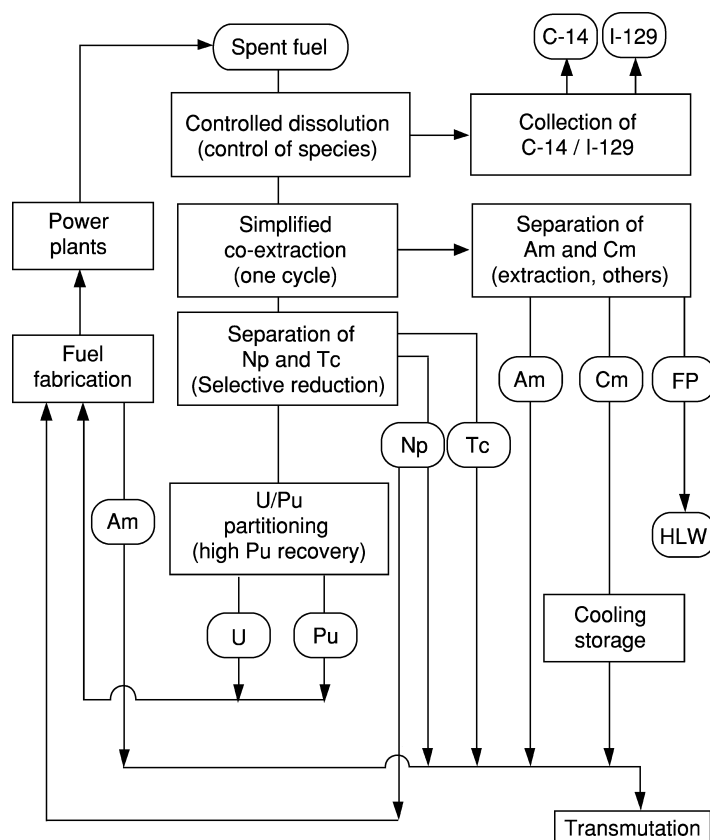 Spent fuel
C-14
I-129
Controlled dissolution
(control of species)
Collection of
C-14 / I-129
Power
plants
Simplified
co-extraction
(one cycle)
Separation of
Am and Cm
(extraction, others)
Fuel
fabrication
Separation of
Np and Tc
(Selective reduction)
Am
Cm
FP
Np
Tc
Am
U/Pu
partitioning
(high Pu recovery)
HLW
U
Pu
Cooling
storage
Transmutation